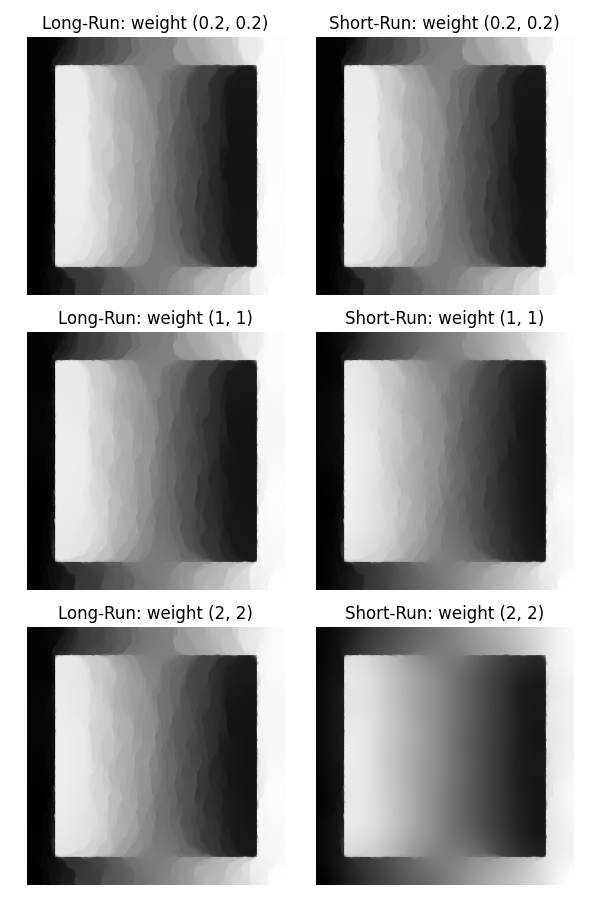 Long-Run: weight (0.2, 0.2)
Short-Run: weight (0.2, 0.2)
Long-Run: weight (1, 1)
Short-Run: weight (1, 1)
Long-Run: weight (2, 2)
Short-Run: weight (2, 2)